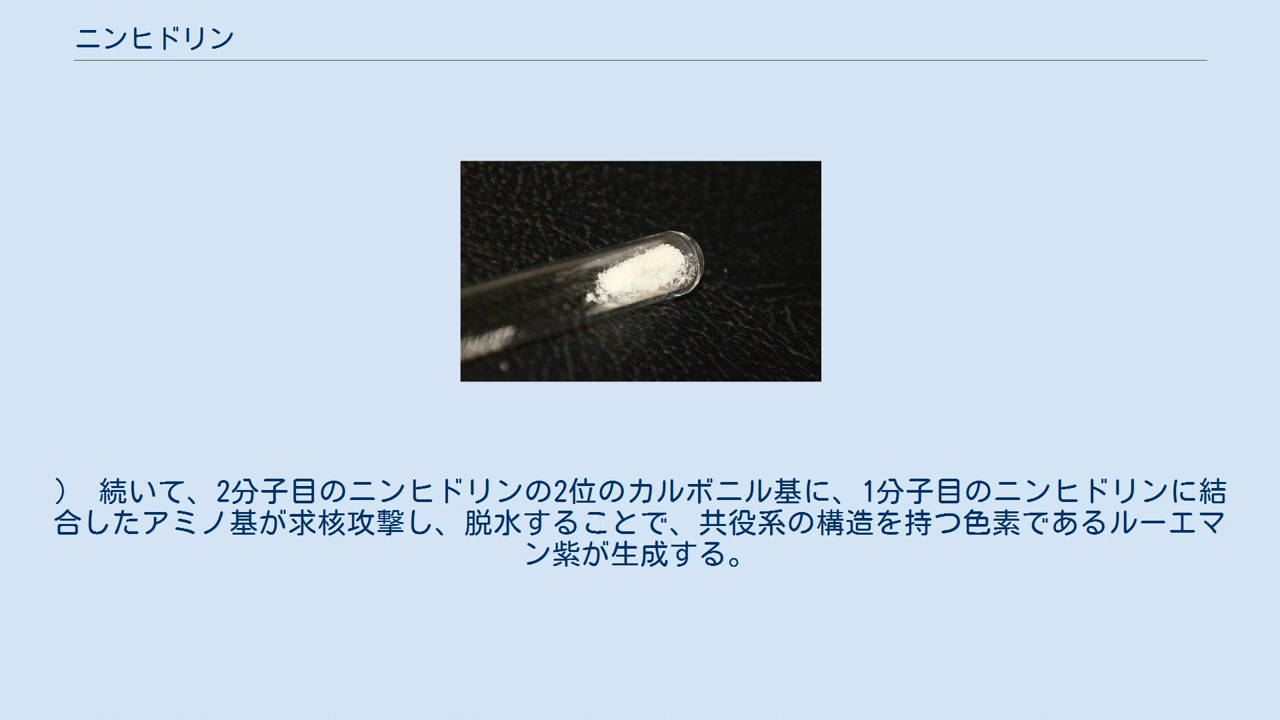 ニンヒドリン
） 続いて、2分子目のニンヒドリンの2位のカルボニル基に、1分子目のニンヒドリンに結
合したアミノ基が求核攻撃し、脱水することで、共役系の構造を持つ色素であるルーエマ
ン紫が生成する。